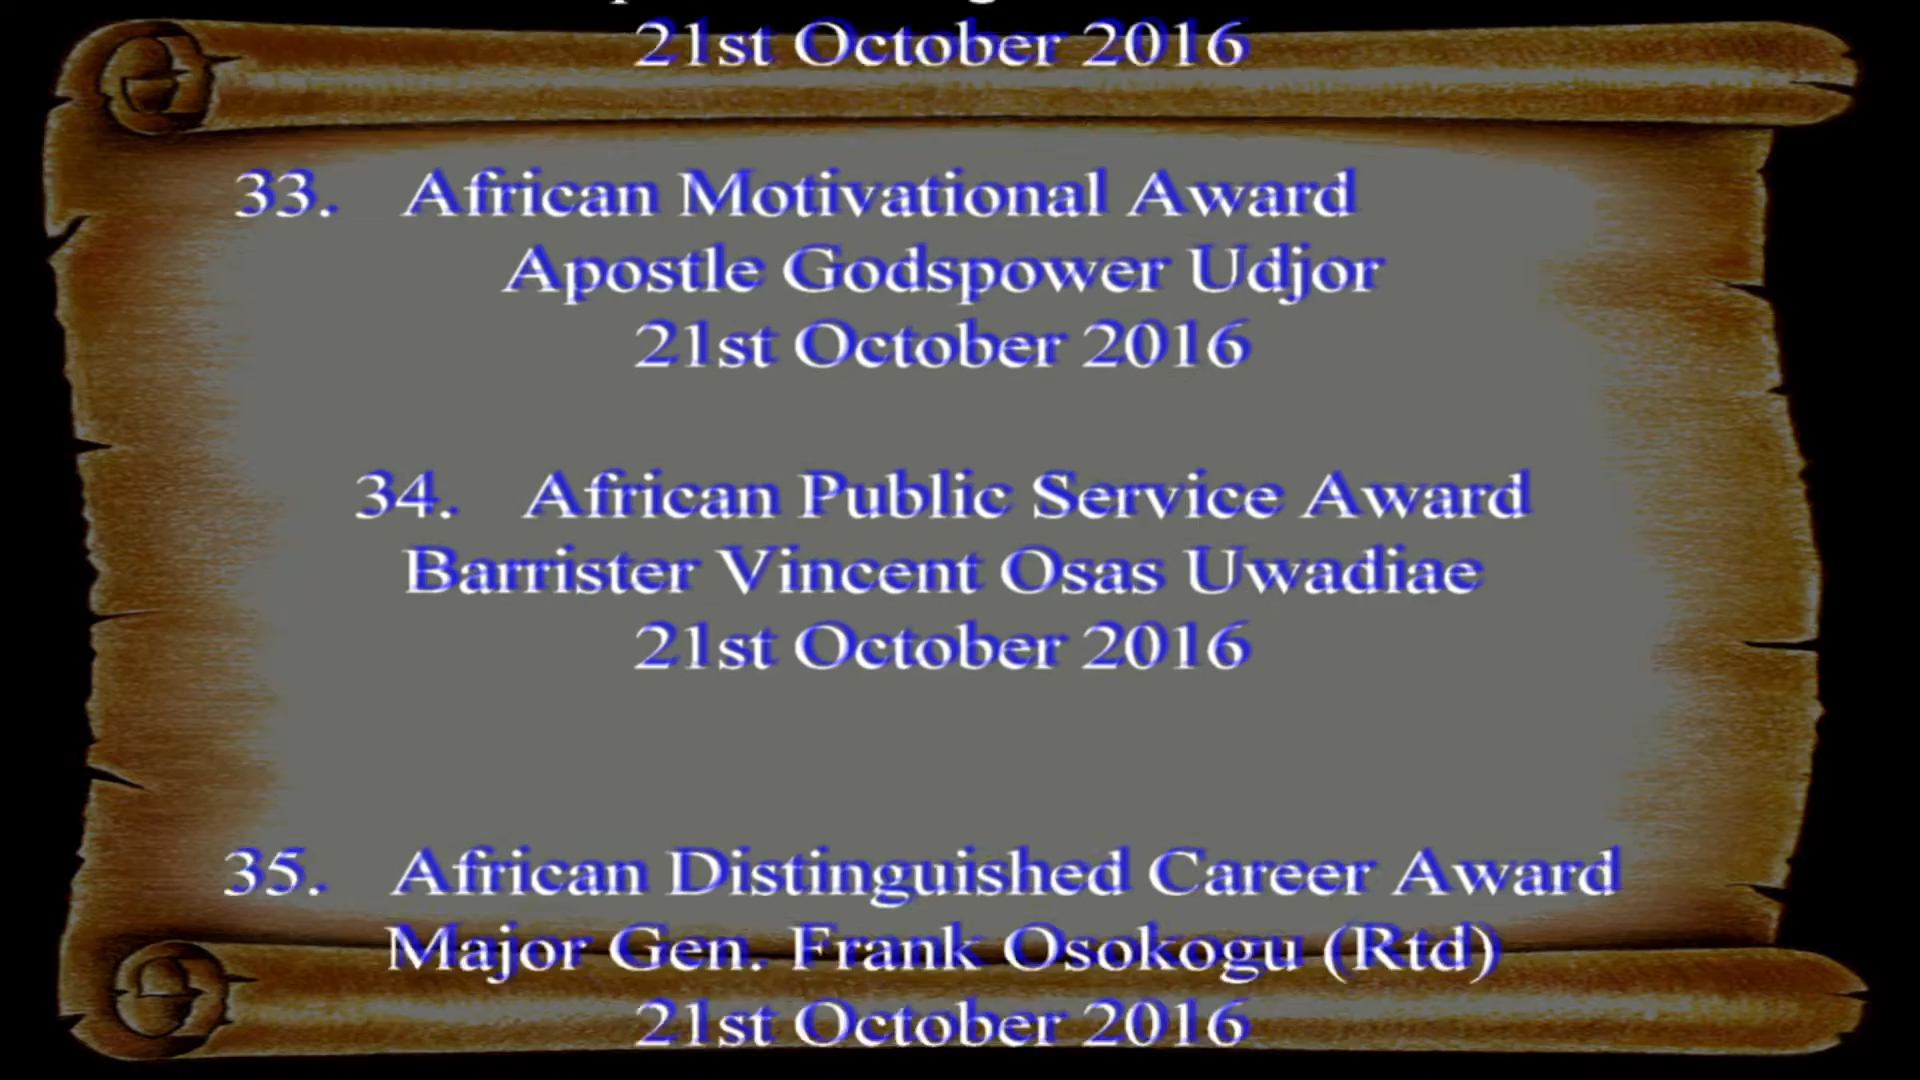 21st October 2016
33. African Motivational Award
Apostle Godspower Udjor
21st October 2016
34. African Public Service Award
Barrister Vincent Osas Uwadiae
21st October 2016
35. African Distinguished Career Award
Major Gen. Frank Osokogu (Rtd)
21st October 2016